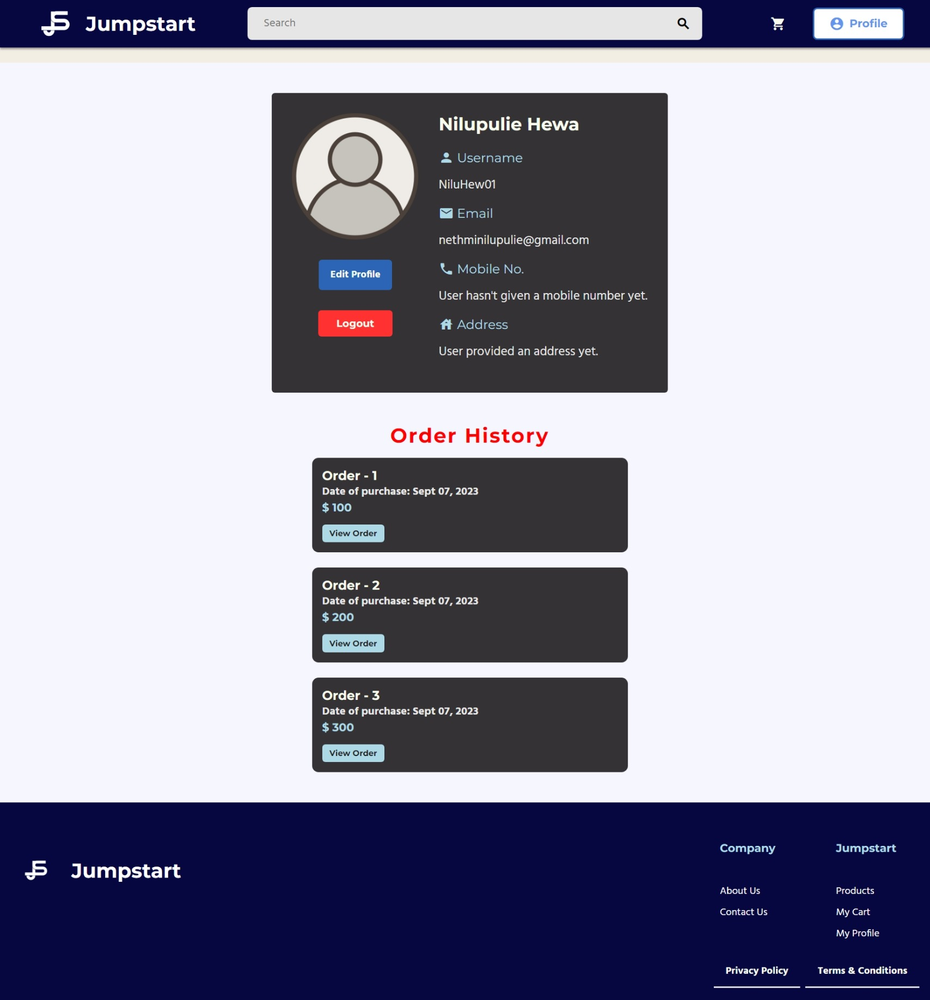 JS Jumpstart
Search
Profile
Nilupulie Hewa
Username
NiluHew01
Email
nethminilupulie@gmail.com
Mobile No.
User hasn't given a mobile number yet.
Address
User provided an address yet.
Edit Profile
Logout
Order History
Order - 1
Date of purchase: Sept 07, 2023
$ 100
View Order
Order - 2
Date of purchase: Sept 07, 2023
$ 200
View Order
Order - 3
Date of purchase: Sept 07, 2023
$ 300
View Order
JS Jumpstart
Company
About Us
Contact Us
Jumpstart
Products
My Cart
My Profile
Privacy Policy
Terms & Conditions